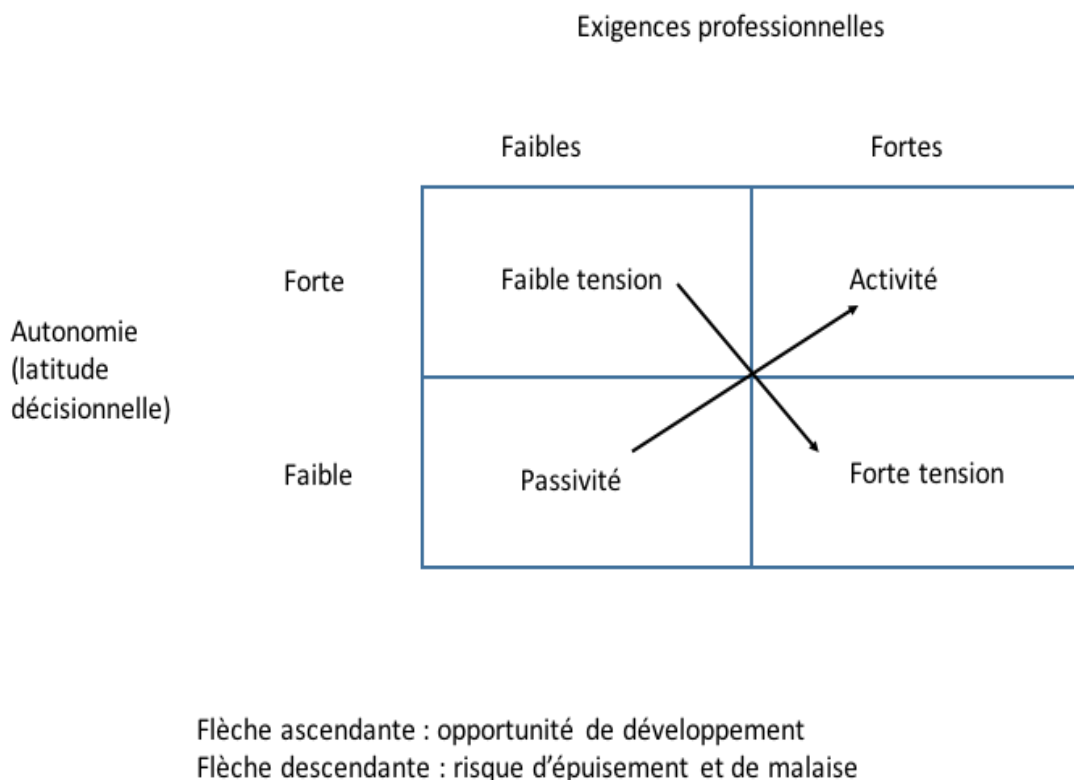 Exigences professionnelles
Faibles
Fortes
Forte
Faible tension
Activité
Autonomie
(latitude
décisionnelle)
Faible
Passivité
Forte tension
Flèche ascendante : opportunité de développement
Flèche descendante : risque d'épuisement et de malaise